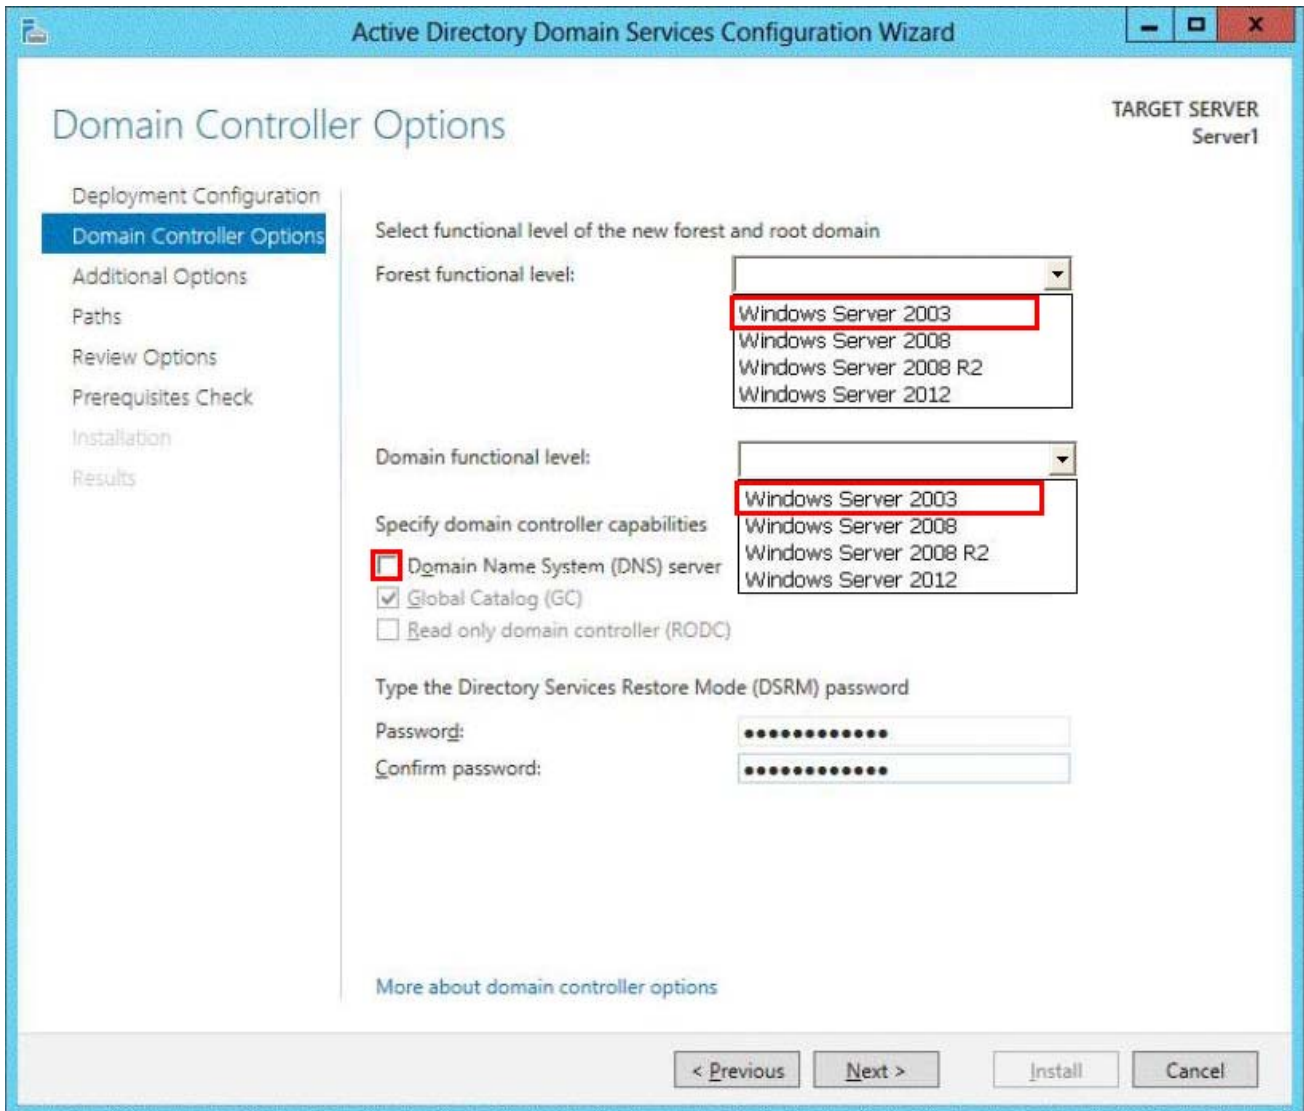 Active Directory Domain Services Configuration Wizard
Domain Controller Options
TARGET SERVER
Server1
Deployment Configuration
Domain Controller Options
Additional Options
Paths
Review Options
Prerequisites Check
Installation
Results
Select functional level of the new forest and root domain
Forest functional level:
Windows Server 2003
Windows Server 2008
Windows Server 2008 R2
Windows Server 2012
Domain functional level:
Windows Server 2003
Windows Server 2008
Windows Server 2008 R2
Windows Server 2012
Specify domain controller capabilities
Domain Name System (DNS) server
Global Catalog (GC)
Read only domain controller (RODC)
Type the Directory Services Restore Mode (DSRM) password
Password: ••••••••••••
Confirm password: ••••••••••••
More about domain controller options
< Previous
Next >
Install
Cancel